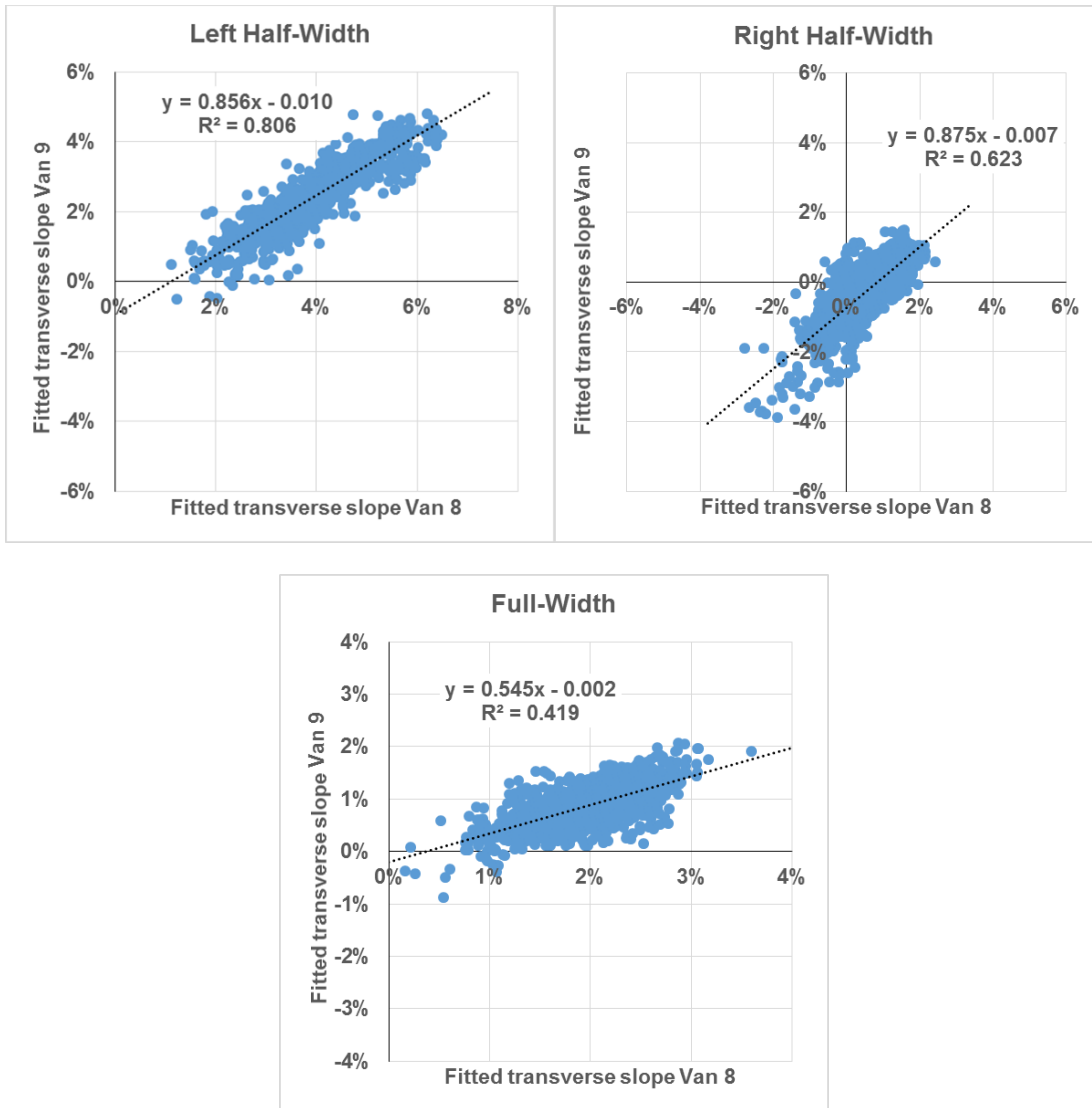 Left Half-Width
6%
4%
2%
0%
-2%
-4%
-6%
0%
2%
4%
6%
8%
y = 0.856x - 0.010
R² = 0.806
Fitted transverse slope Van 9
Fitted transverse slope Van 8
Right Half-Width
6%
4%
2%
0%
-2%
-4%
-6%
-6%
-4%
-2%
0%
2%
4%
6%
y = 0.875x - 0.007
R² = 0.623
Fitted transverse slope Van 9
Fitted transverse slope Van 8
Full-Width
4%
3%
2%
1%
0%
-1%
-2%
-3%
-4%
0%
1%
2%
3%
4%
y = 0.545x - 0.002
R² = 0.419
Fitted transverse slope Van 9
Fitted transverse slope Van 8